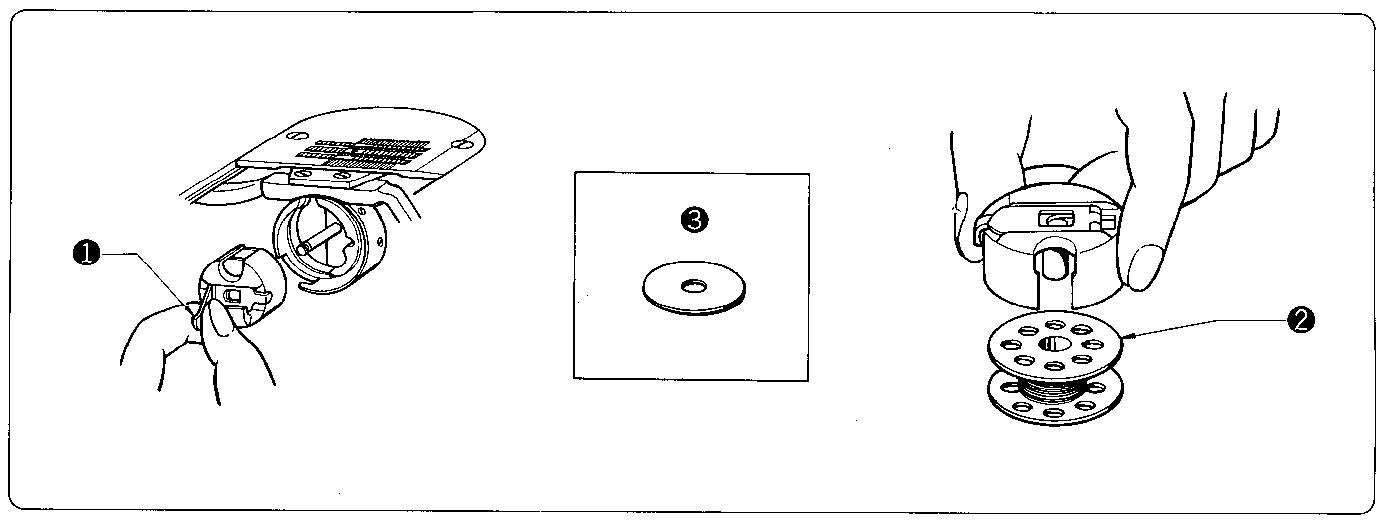 ❶
❸
❷